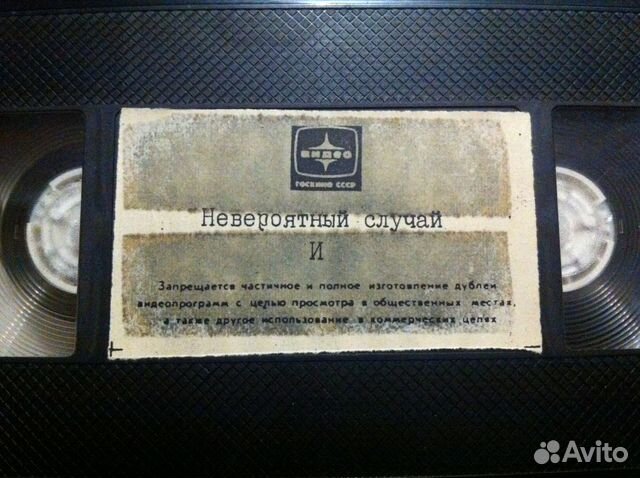 видео
ГОСКИНО СССР
Невероятный случай
И
Запрещается частичное и полное изготовление дублей
видеопрограмм с целью просмотра в общественных местах,
а также другое использование в коммерческих целях
Avito